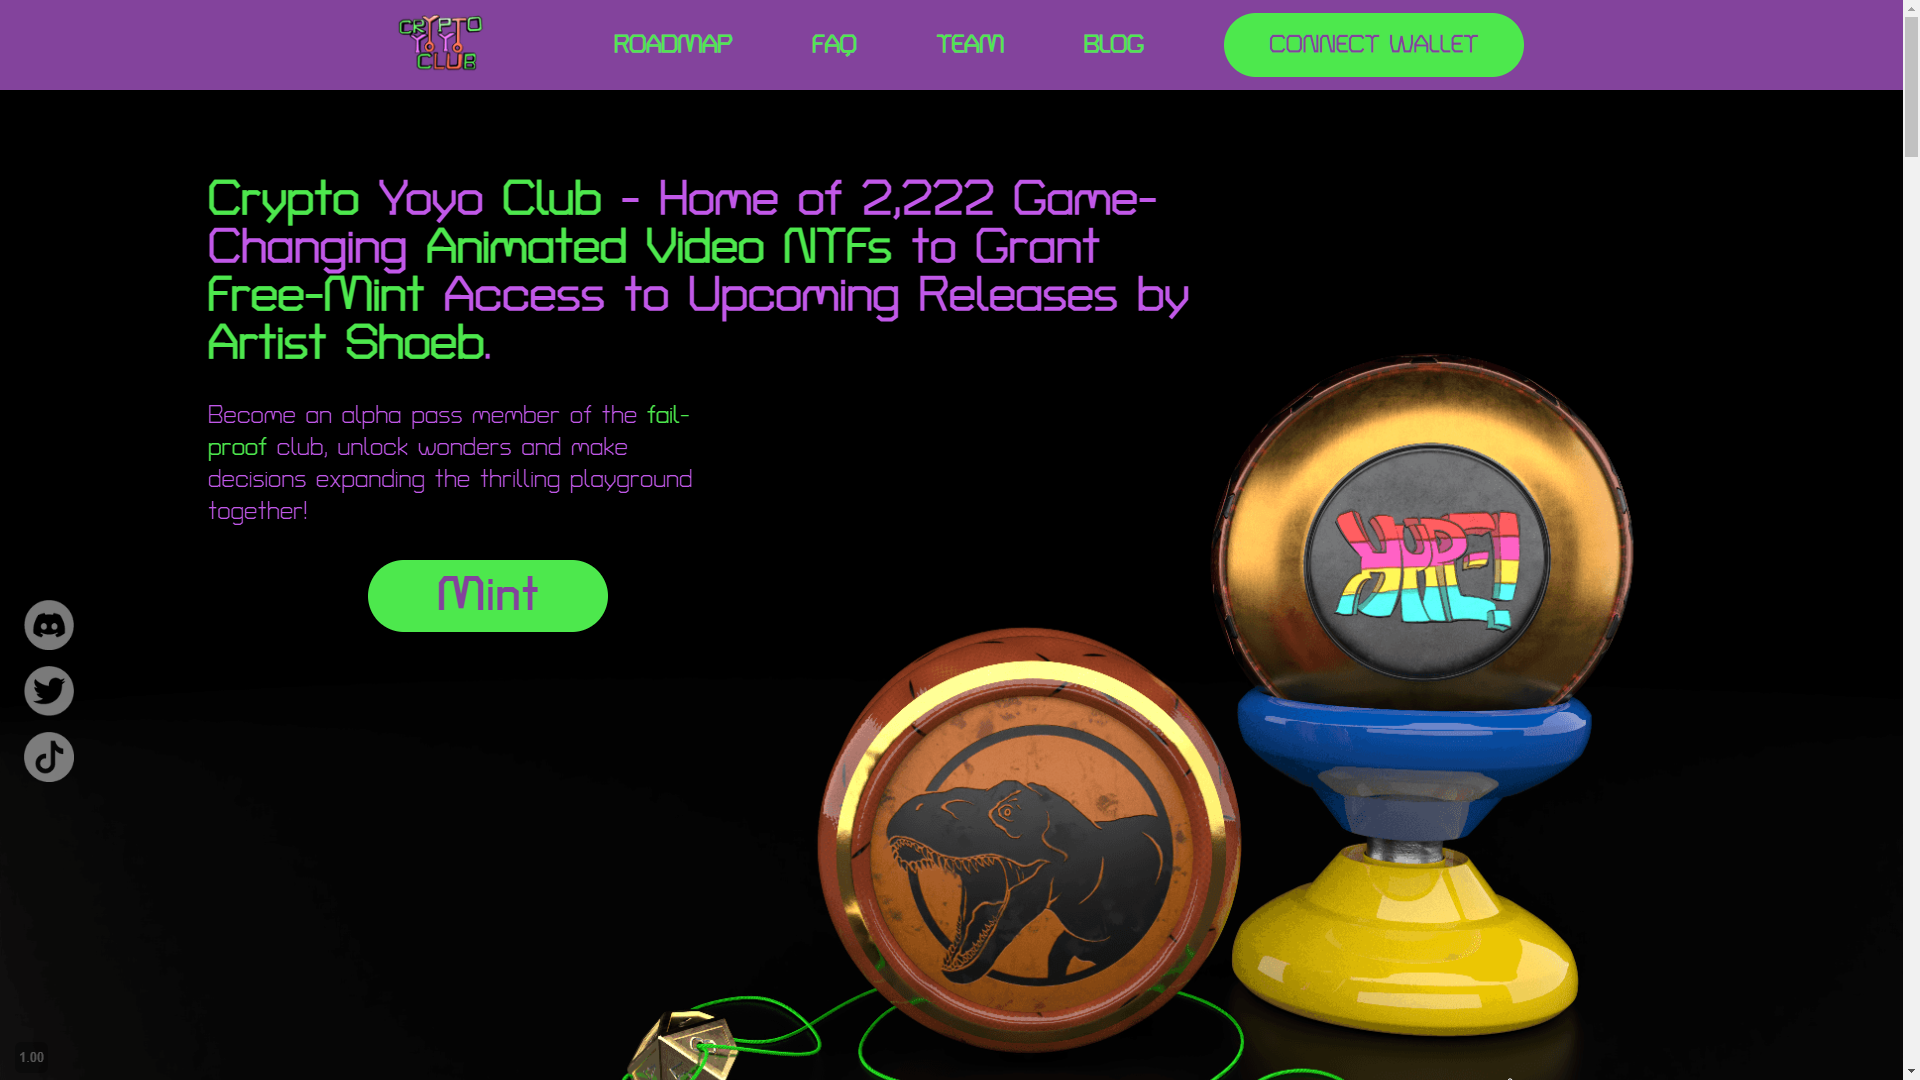 CRYPTO
YOYO
CLUB
ROADMAP
FAQ
TEAM
BLOG
CONNECT WALLET
Crypto Yoyo Club - Home of 2,222 Game-
Changing Animated Video NTFs to Grant
Free-Mint Access to Upcoming Releases by
Artist Shoeb.
Become an alpha pass member of the fail-
proof club, unlock wonders and make
decisions expanding the thrilling playground
together!
Mint
1.00